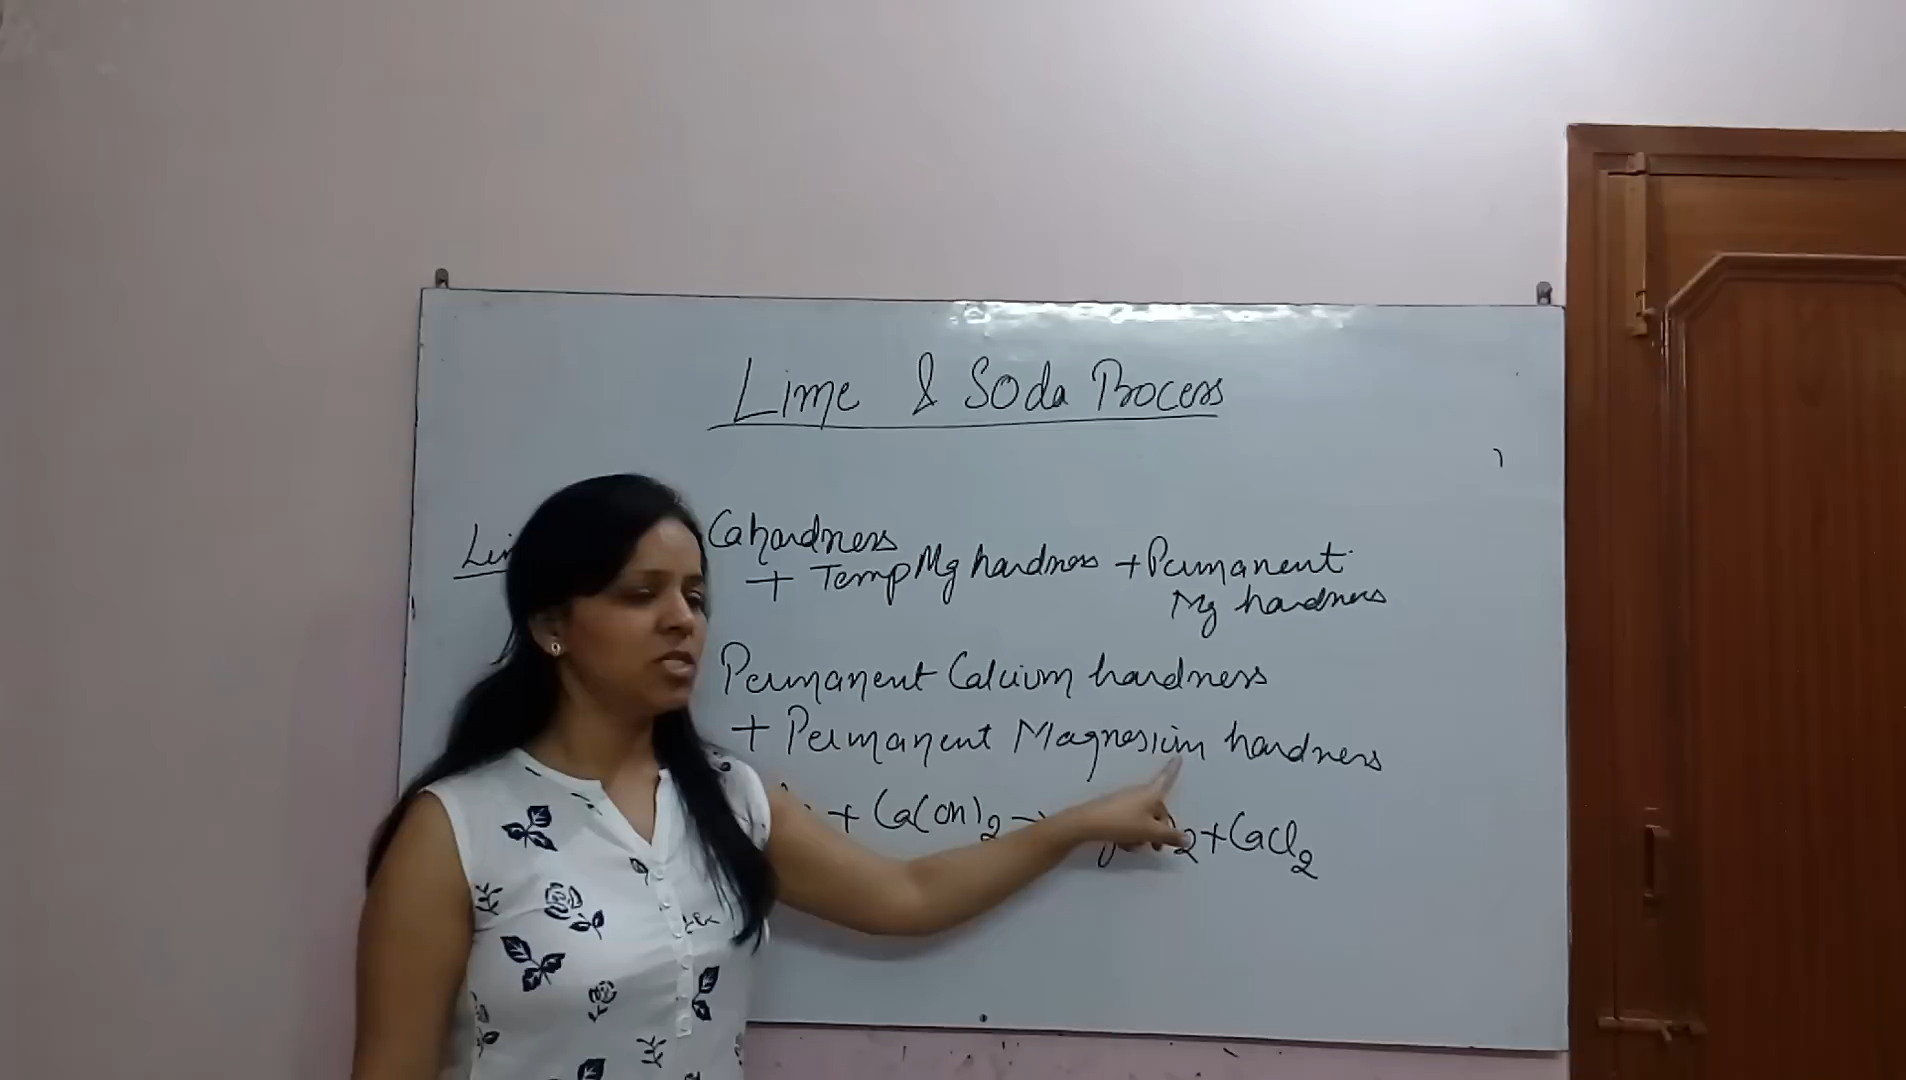 Lime & Soda Process
Ca hardness
+ Temp Mg hardness + Permanent
Mg hardness
Permanent Calcium hardness
+ Permanent Magnesium hardness
+ Ca(OH)2 → )2 + CaCl2